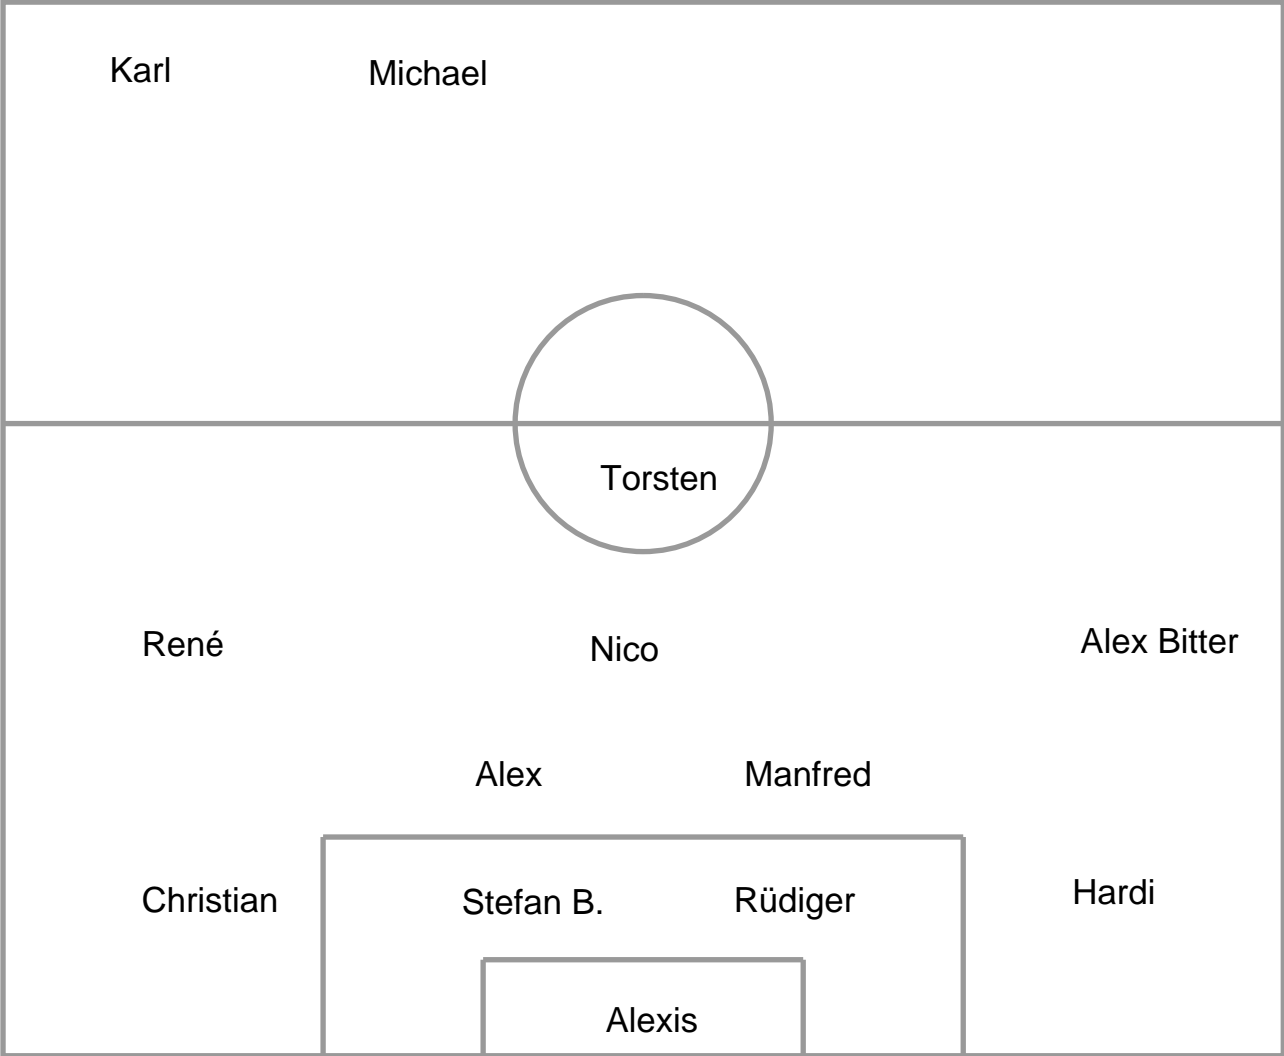 Karl
Michael
Torsten
René
Nico
Alex Bitter
Alex
Manfred
Christian
Stefan B.
Rüdiger
Hardi
Alexis